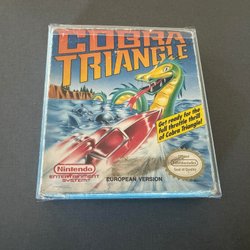 COBRA
TRIANGLE
Get ready for the
full throttle thrill
of Cobra Triangle!
Nintendo
ENTERTAINMENT
SYSTEM
EUROPEAN VERSION